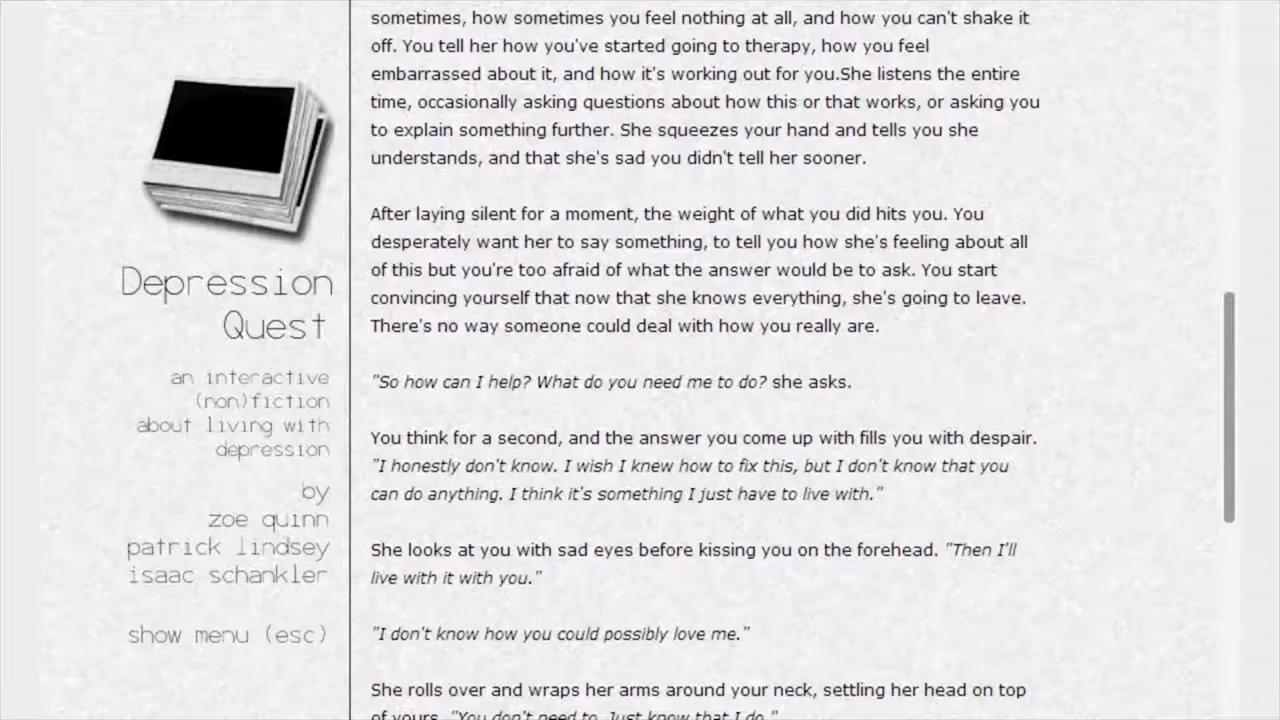 Depression
Quest
an interactive
(non)fiction
about living with
depression
by
zoe quinn
patrick lindsey
isaac schankler
show menu (esc)
sometimes, how sometimes you feel nothing at all, and how you can't shake it
off. You tell her how you've started going to therapy, how you feel
embarrassed about it, and how it's working out for you.She listens the entire
time, occasionally asking questions about how this or that works, or asking you
to explain something further. She squeezes your hand and tells you she
understands, and that she's sad you didn't tell her sooner.
After laying silent for a moment, the weight of what you did hits you. You
desperately want her to say something, to tell you how she's feeling about all
of this but you're too afraid of what the answer would be to ask. You start
convincing yourself that now that she knows everything, she's going to leave.
There's no way someone could deal with how you really are.
"So how can I help? What do you need me to do? she asks.
You think for a second, and the answer you come up with fills you with despair.
"I honestly don't know. I wish I knew how to fix this, but I don't know that you
can do anything. I think it's something I just have to live with."
She looks at you with sad eyes before kissing you on the forehead. "Then I'll
live with it with you."
"I don't know how you could possibly love me."
She rolls over and wraps her arms around your neck, settling her head on top
of yours. "You don't need to. Just know that I do."